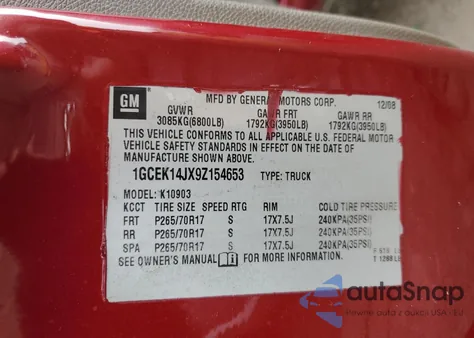 GM
MFD BY GENERAL MOTORS CORP. 12/08
GVWR GAWR FRT GAWR RR
3085KG(6800LB) 1792KG(3950LB) 1792KG(3950LB)
THIS VEHICLE CONFORMS TO ALL APPLICABLE U.S. FEDERAL MOTOR
VEHICLE SAFETY STANDARDS IN EFFECT ON THE DATE OF
MANUFACTURE SHOWN ABOVE.
1GCEK14JX9Z154653 TYPE: TRUCK
MODEL: K10903
KCCT TIRE SIZE SPEED RTG RIM COLD TIRE PRESSURE
FRT P265/70R17 S 17X7.5J 240KPA(35PSI)
RR P265/70R17 S 17X7.5J 240KPA(35PSI)
SPA P265/70R17 S 17X7.5J 240KPA(35PSI)
SEE OWNER'S MANUAL FOR MORE INFORMATION.
autoSnap